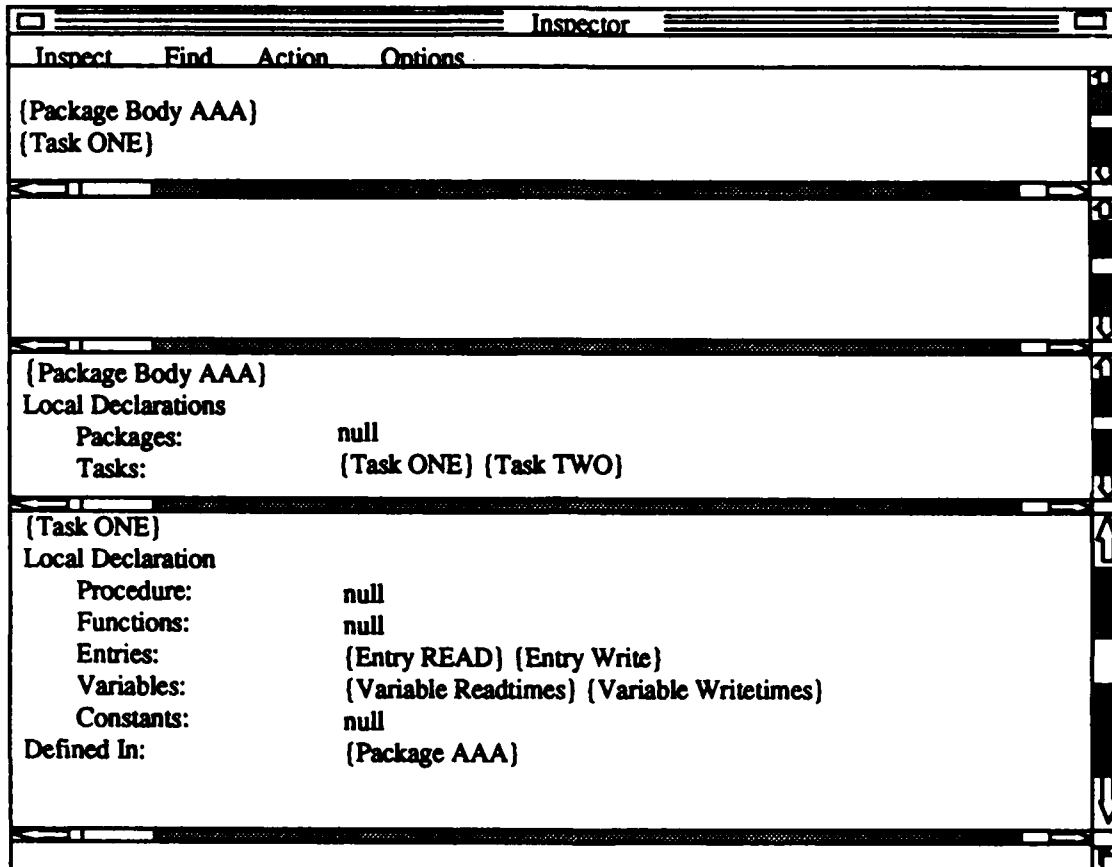 Inspector
Inspect Find Action Options
{Package Body AAA}
{Task ONE}
{Package Body AAA}
Local Declarations
Packages: null
Tasks: {Task ONE} {Task TWO}
{Task ONE}
Local Declaration
Procedure: null
Functions: null
Entries: {Entry READ} {Entry Write}
Variables: {Variable Readtimes} {Variable Writetimes}
Constants: null
Defined In: {Package AAA}